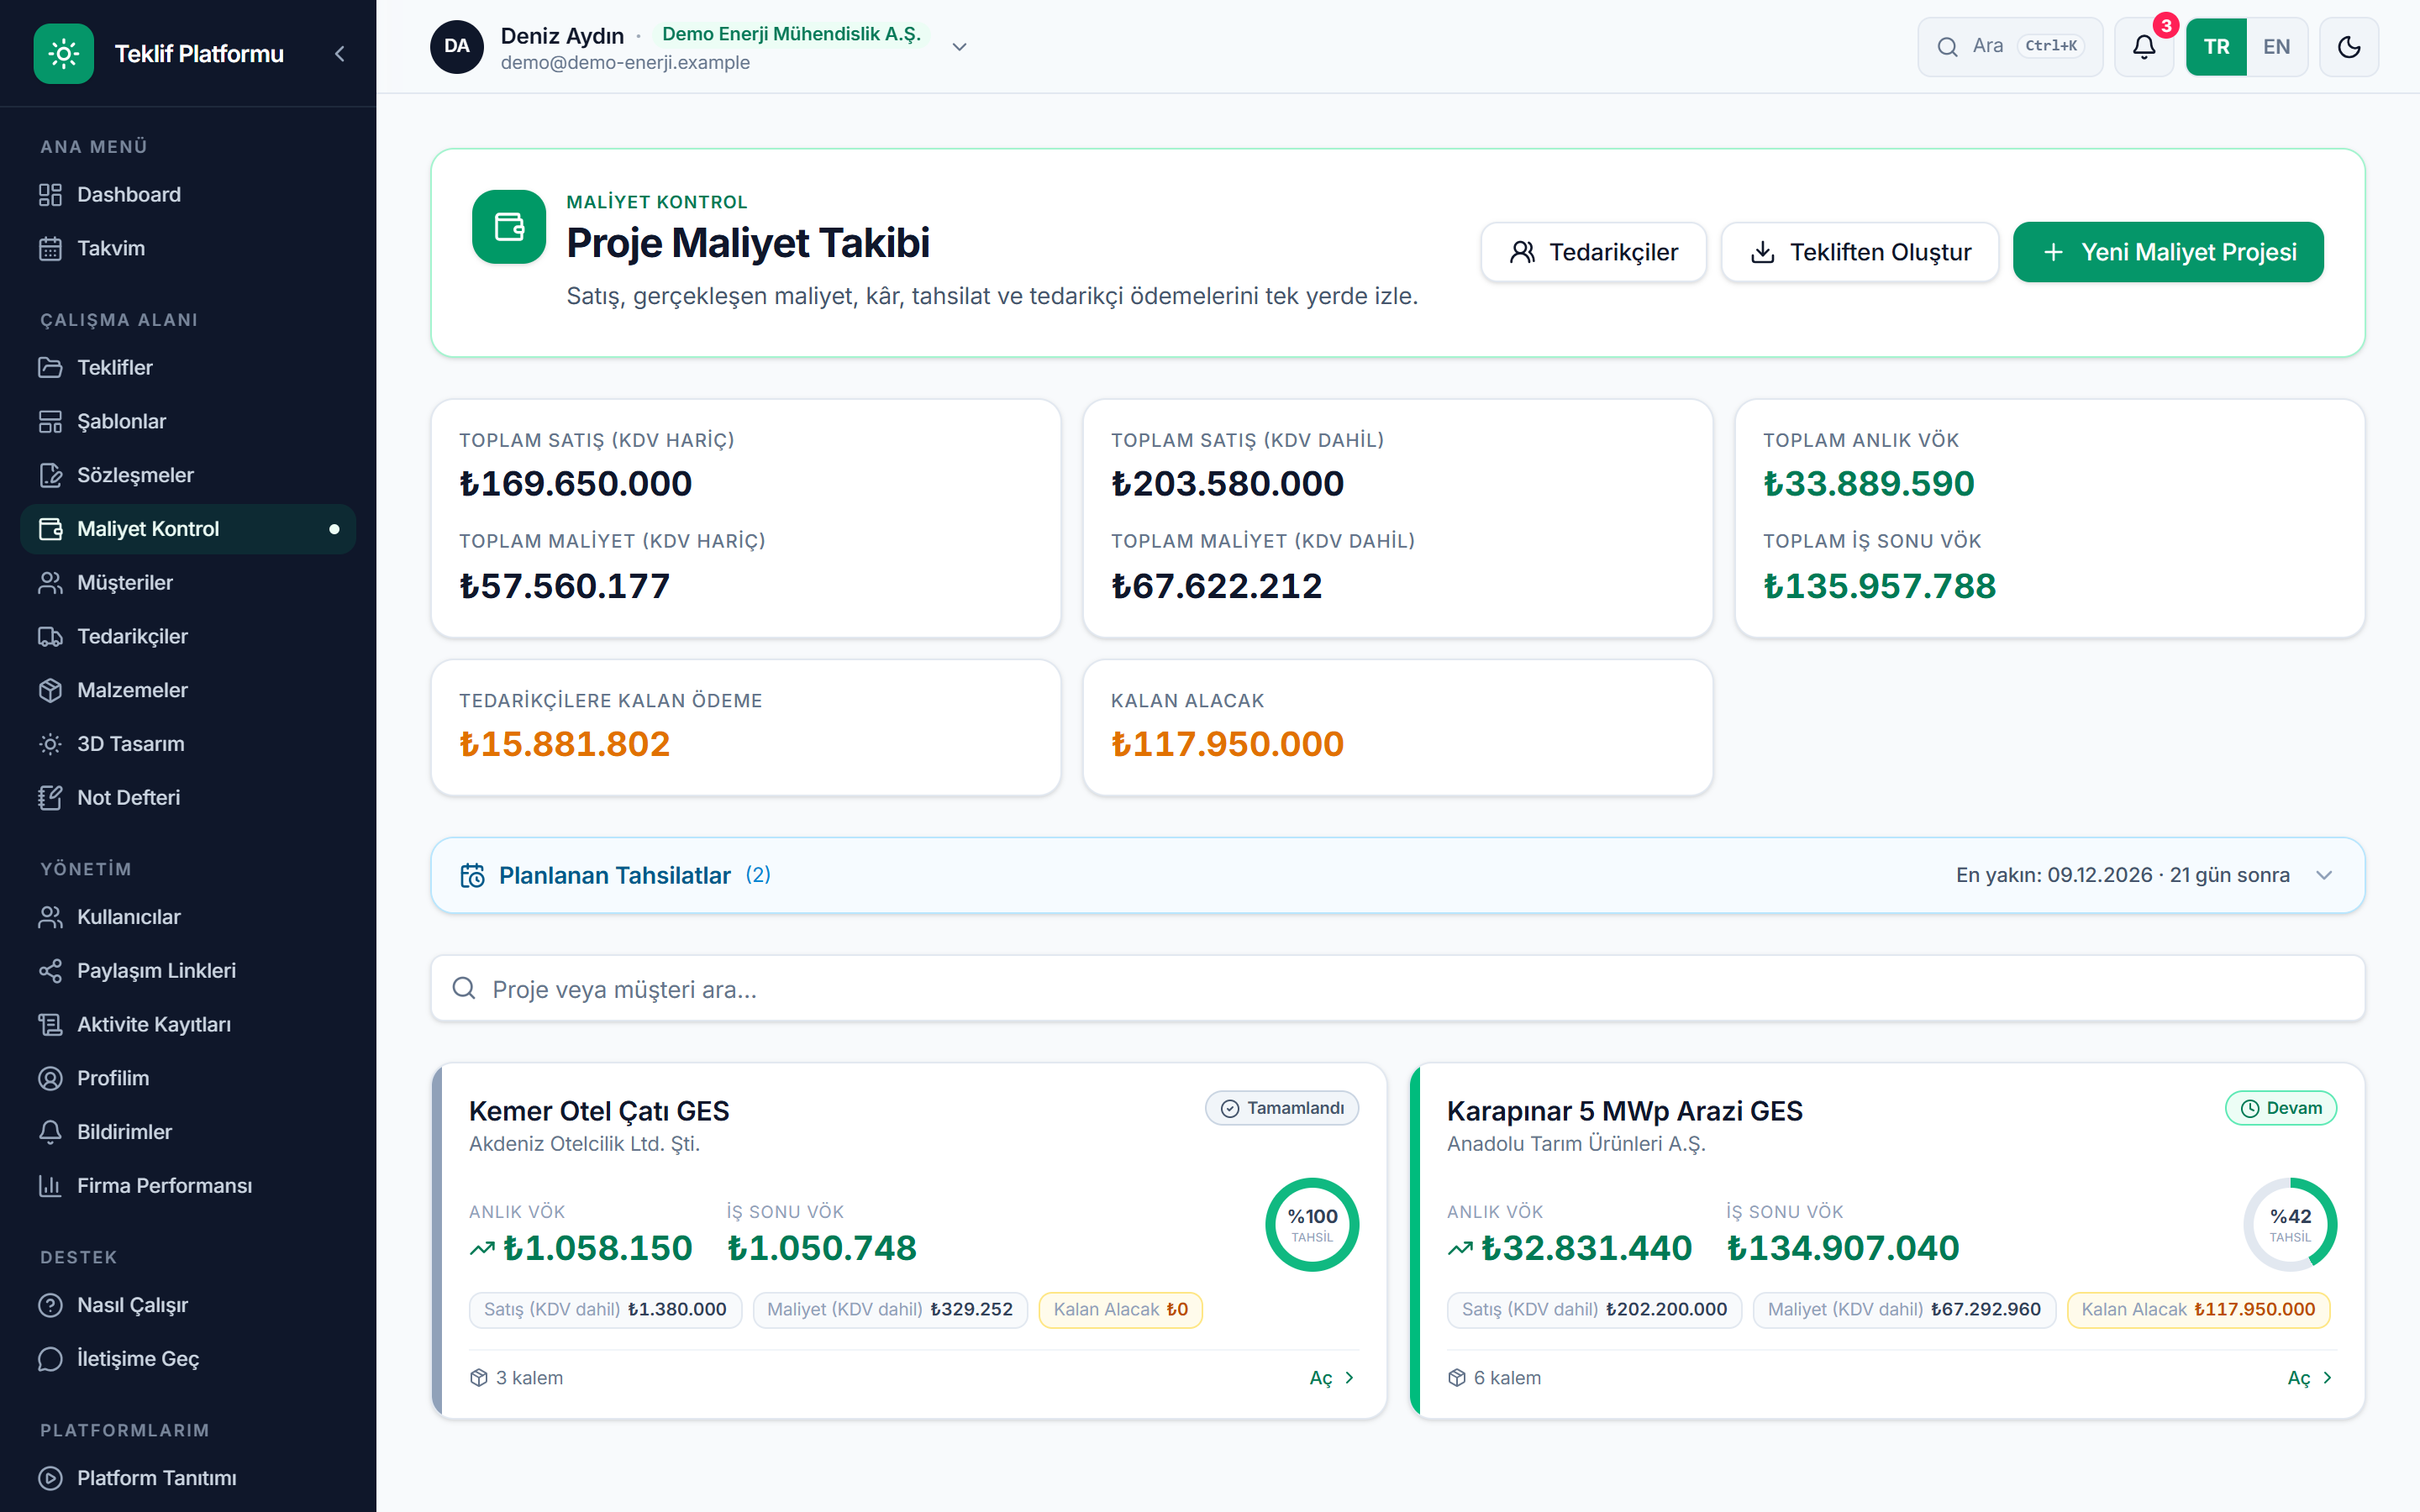 Teklif Platformu
ANA MENÜ
Dashboard
Takvim
ÇALIŞMA ALANI
Teklifler
Şablonlar
Sözleşmeler
Maliyet Kontrol
Müşteriler
Tedarikçiler
Malzemeler
3D Tasarım
Not Defteri
YÖNETİM
Kullanıcılar
Paylaşım Linkleri
Aktivite Kayıtları
Profilim
Bildirimler
Firma Performansı
DESTEK
Nasıl Çalışır
İletişime Geç
PLATFORMLARIM
Platform Tanıtımı
DA
Deniz Aydın · Demo Enerji Mühendislik A.Ş.
demo@demo-enerji.example
Ara Ctrl+K
3
TR EN
MALİYET KONTROL
Proje Maliyet Takibi
Satış, gerçekleşen maliyet, kâr, tahsilat ve tedarikçi ödemelerini tek yerde izle.
Tedarikçiler
Tekliften Oluştur
Yeni Maliyet Projesi
TOPLAM SATIŞ (KDV HARİÇ)
₺169.650.000
TOPLAM MALİYET (KDV HARİÇ)
₺57.560.177
TOPLAM SATIŞ (KDV DAHİL)
₺203.580.000
TOPLAM MALİYET (KDV DAHİL)
₺67.622.212
TOPLAM ANLIK VÖK
₺33.889.590
TOPLAM İŞ SONU VÖK
₺135.957.788
TEDARİKÇİLERE KALAN ÖDEME
₺15.881.802
KALAN ALACAK
₺117.950.000
Planlanan Tahsilatlar (2)
En yakın: 09.12.2026 · 21 gün sonra
Proje veya müşteri ara...
Kemer Otel Çatı GES
Tamamlandı
Akdeniz Otelcilik Ltd. Şti.
ANLIK VÖK
₺1.058.150
İŞ SONU VÖK
₺1.050.748
%100
TAHSİL
Satış (KDV dahil) ₺1.380.000
Maliyet (KDV dahil) ₺329.252
Kalan Alacak ₺0
3 kalem
Aç
Karapınar 5 MWp Arazi GES
Devam
Anadolu Tarım Ürünleri A.Ş.
ANLIK VÖK
₺32.831.440
İŞ SONU VÖK
₺134.907.040
%42
TAHSİL
Satış (KDV dahil) ₺202.200.000
Maliyet (KDV dahil) ₺67.292.960
Kalan Alacak ₺117.950.000
6 kalem
Aç